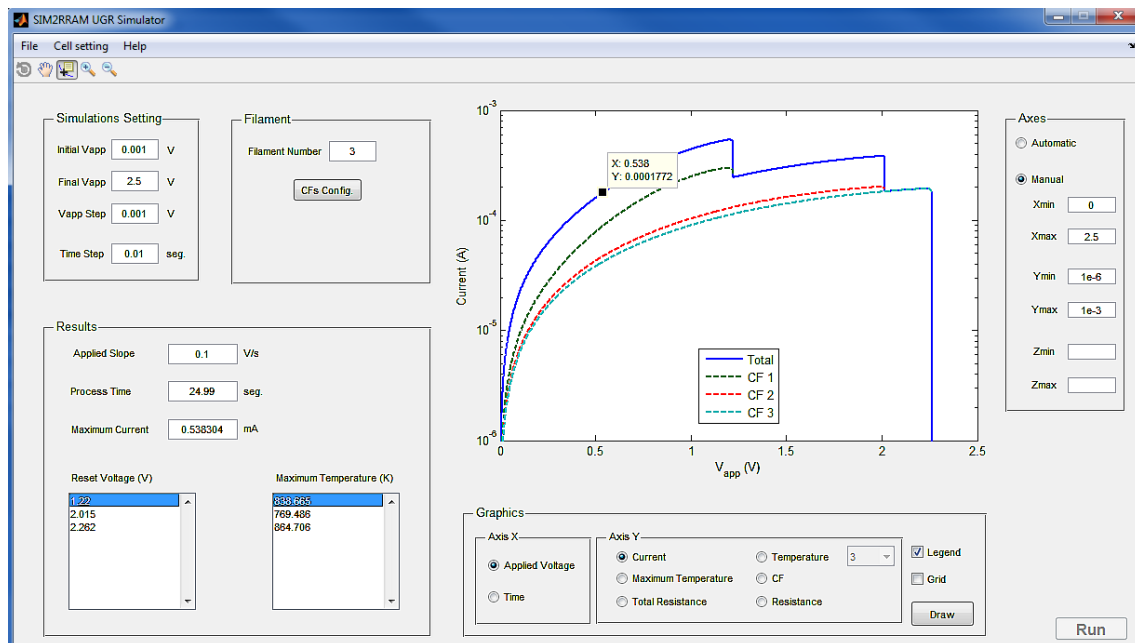 SIM2RRAM UGR Simulator
File Cell setting Help
Simulations Setting
Initial Vapp 0.001 V
Final Vapp 2.5 V
Vapp Step 0.001 V
Time Step 0.01 seg.
Filament
Filament Number 3
CFs Config.
Results
Applied Slope 0.1 V/s
Process Time 24.99 seg.
Maximum Current 0.538304 mA
Reset Voltage (V)
1.22
2.015
2.262
Maximum Temperature (K)
838.665
769.486
864.706
Current (A)
10-3
10-4
10-5
10-6
X: 0.538
Y: 0.0001772
Total
CF 1
CF 2
CF 3
0 0.5 1 1.5 2 2.5
Vapp (V)
Axes
Automatic
Manual
Xmin 0
Xmax 2.5
Ymin 1e-6
Ymax 1e-3
Zmin
Zmax
Graphics
Axis X
Applied Voltage
Time
Axis Y
Current Temperature 3
Maximum Temperature CF
Total Resistance Resistance
Legend
Grid
Draw
Run